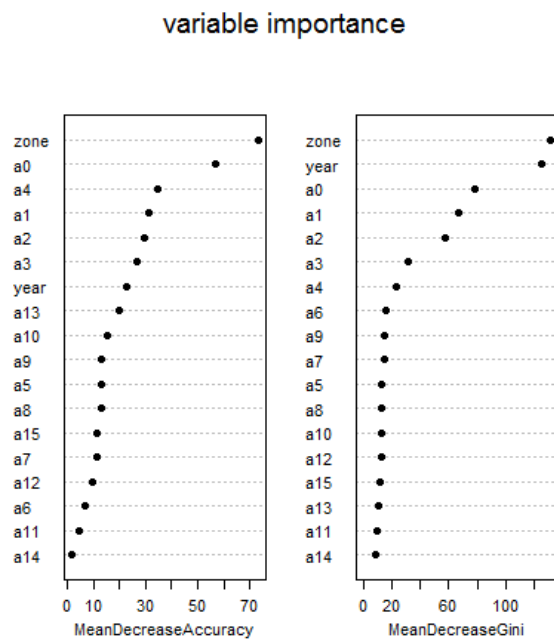 variable importance
zone
a0
a4
a1
a2
a3
year
a13
a10
a9
a5
a8
a15
a7
a12
a6
a11
a14
0 10 30 50 70
MeanDecreaseAccuracy
zone
year
a0
a1
a2
a3
a4
a6
a9
a7
a5
a8
a10
a12
a15
a13
a11
a14
0 20 60 100
MeanDecreaseGini